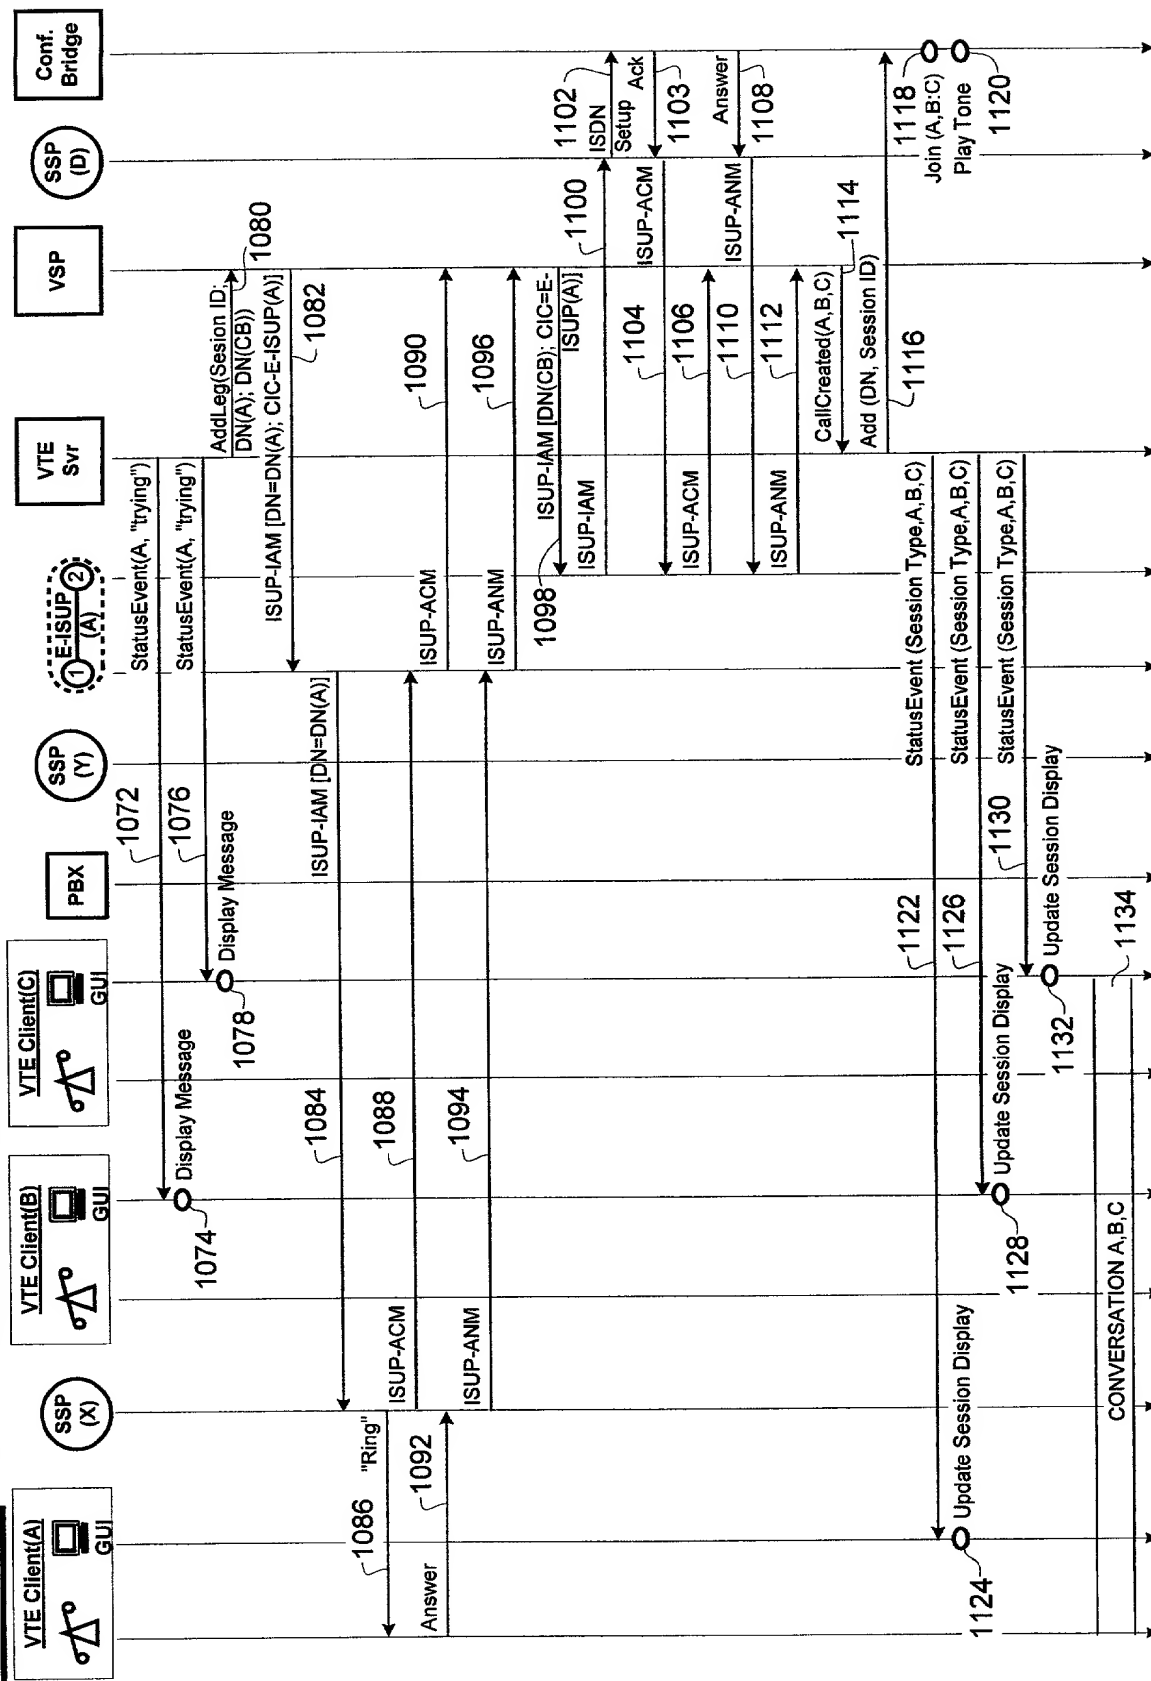 VTE Client(A)
GUI
SSP
(X)
VTE Client(B)
GUI
VTE Client(C)
GUI
PBX
SSP
(Y)
1
E-ISUP
2
(A)
VTE
Svr
VSP
SSP
(D)
Conf.
Bridge
1072
StatusEvent(A, "trying")
1074
Display Message
1076
StatusEvent(A, "trying")
1078
Display Message
AddLeg(Sesion ID;
DN(A); DN(CB))
1080
ISUP-IAM [DN=DN(A); CIC-E-ISUP(A)]
1082
1084
ISUP-IAM [DN=DN(A)]
1086
"Ring"
1088
ISUP-ACM
ISUP-ACM
1090
Answer
1092
ISUP-ANM
1094
ISUP-ANM
1096
1098
ISUP-IAM [DN(CB); CIC=E-
ISUP(A)]
ISUP-IAM
1100
1102
ISDN
Setup
Ack
1103
ISUP-ACM
1104
ISUP-ACM
1106
Answer
1108
ISUP-ANM
1110
ISUP-ANM
1112
CallCreated(A,B,C)
1114
Add (DN, Session ID)
1116
1118
Join (A,B:C)
Play Tone
1120
1122
StatusEvent (Session Type,A,B,C)
1124
Update Session Display
1126
StatusEvent (Session Type,A,B,C)
1128
Update Session Display
1130
StatusEvent (Session Type,A,B,C)
1132
Update Session Display
CONVERSATION A,B,C
1134